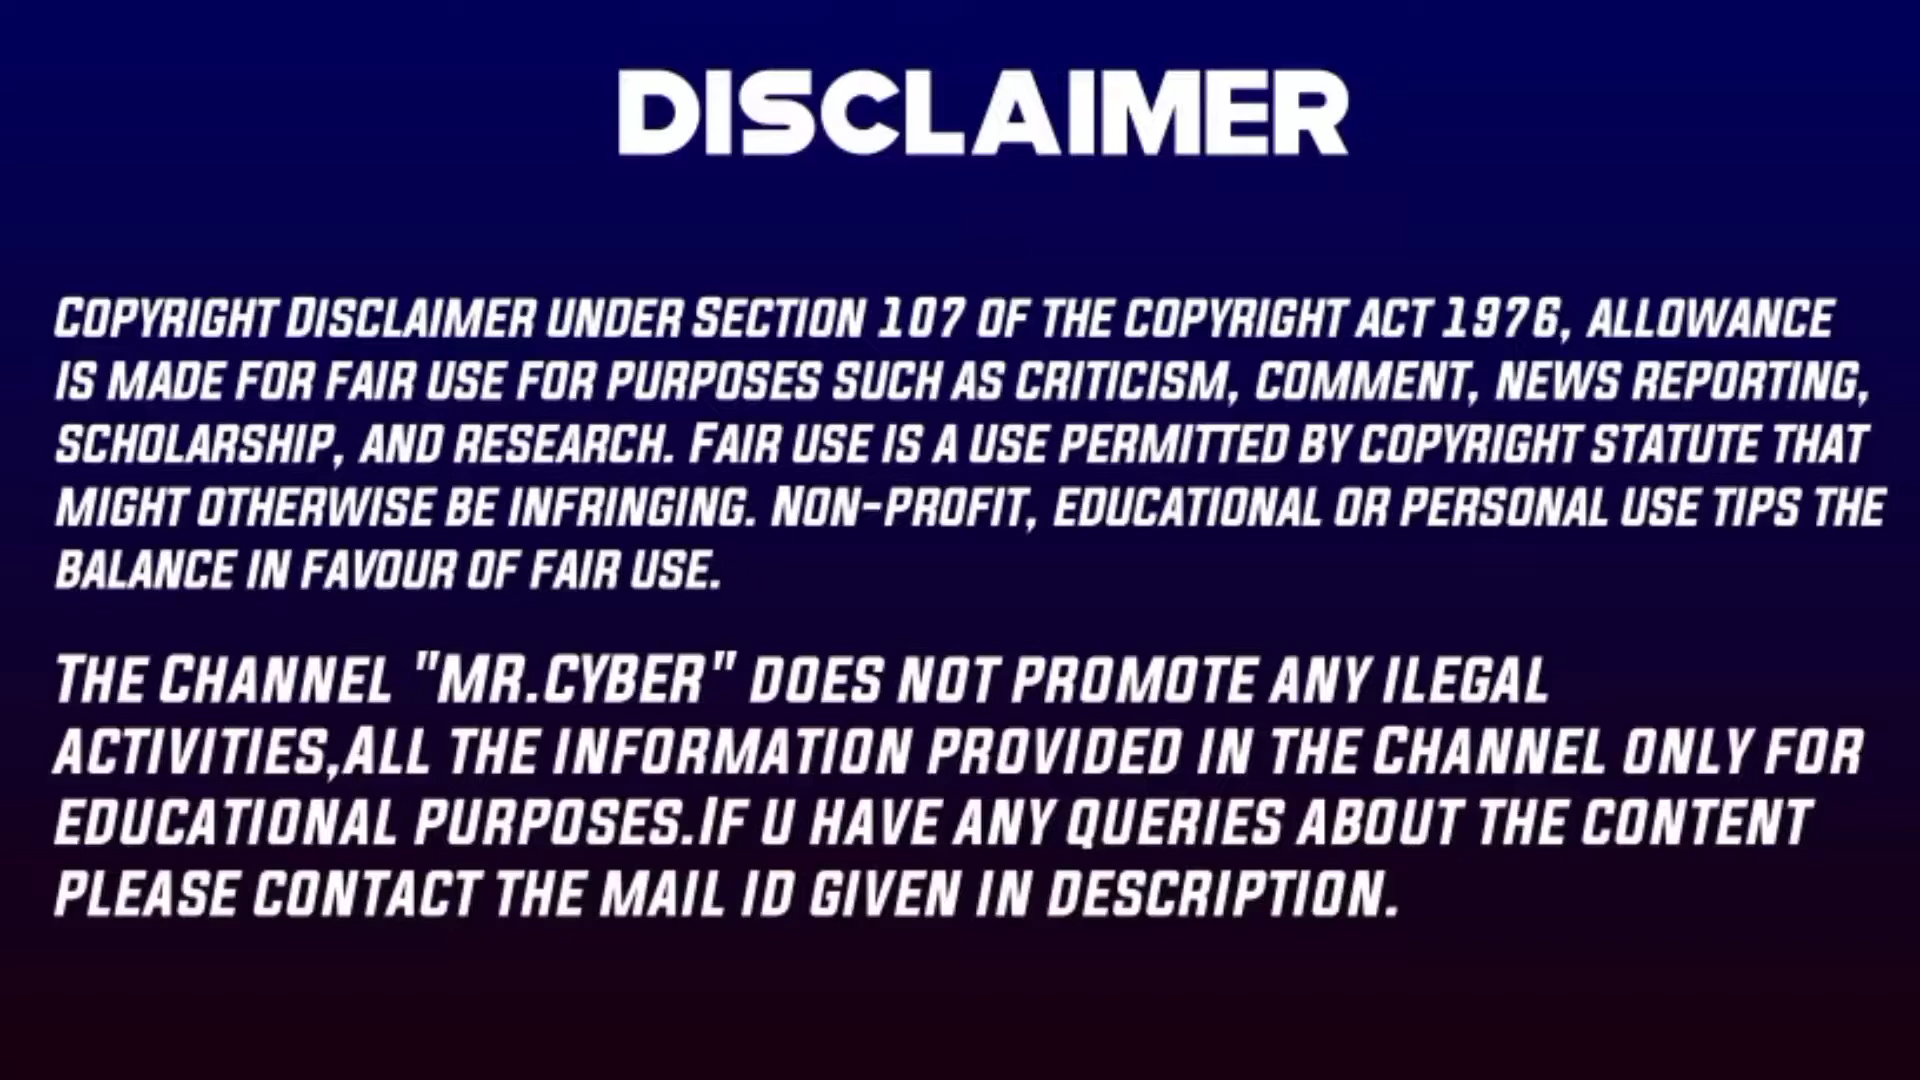 DISCLAIMER
Copyright Disclaimer under Section 107 of the copyright act 1976, allowance
is made for fair use for purposes such as criticism, comment, news reporting,
scholarship, and research. Fair use is a use permitted by copyright statute that
might otherwise be infringing. Non-profit, educational or personal use tips the
balance in favour of fair use.
The Channel "MR.CYBER" does not promote any ilegal
activities,All the information provided in the Channel only for
educational purposes.If u have any queries about the content
please contact the mail id given in description.